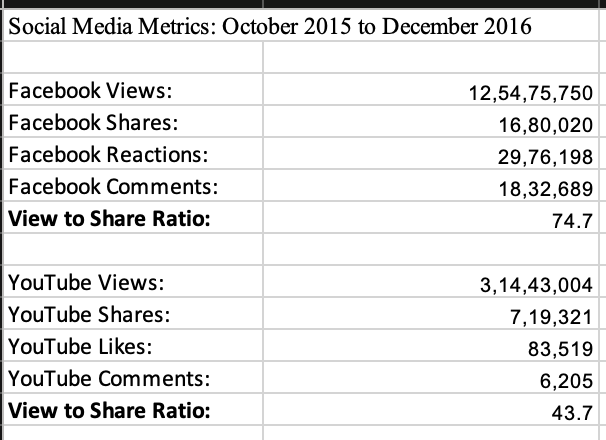 Social Media Metrics: October 2015 to December 2016
Facebook Views: 12,54,75,750
Facebook Shares: 16,80,020
Facebook Reactions: 29,76,198
Facebook Comments: 18,32,689
View to Share Ratio: 74.7
YouTube Views: 3,14,43,004
YouTube Shares: 7,19,321
YouTube Likes: 83,519
YouTube Comments: 6,205
View to Share Ratio: 43.7